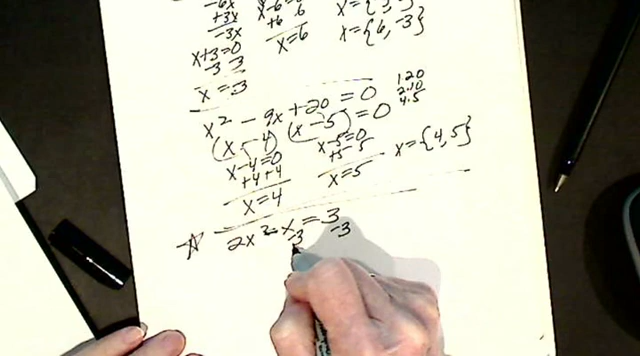 -6x x-6=0
+3x +6 6 x={6,-3}
-3x x=6
x+3=0
-3 3
x=-3
x² - 9x +20 = 0 1.20
(x-4) (x-5) = 0 2.10
x-4=0 x-5=0 4.5
+4 +4 +5 5 x={4,5}
x=4 x=5
☆ 2x² - x = 3
-3 -3